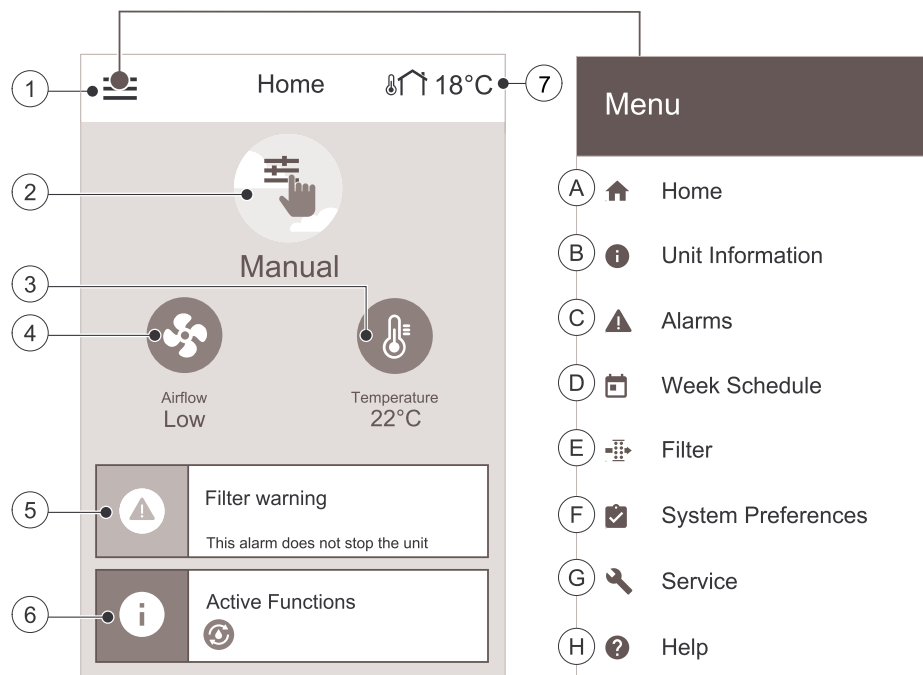 1
Home
18°C
7
Menu
2
Manual
3
4
Airflow
Low
Temperature
22°C
5
Filter warning
This alarm does not stop the unit
6
Active Functions
A
Home
B
Unit Information
C
Alarms
D
Week Schedule
E
Filter
F
System Preferences
G
Service
H
Help